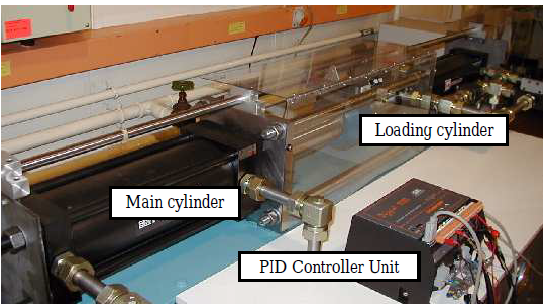 Loading cylinder
Main cylinder
PID Controller Unit